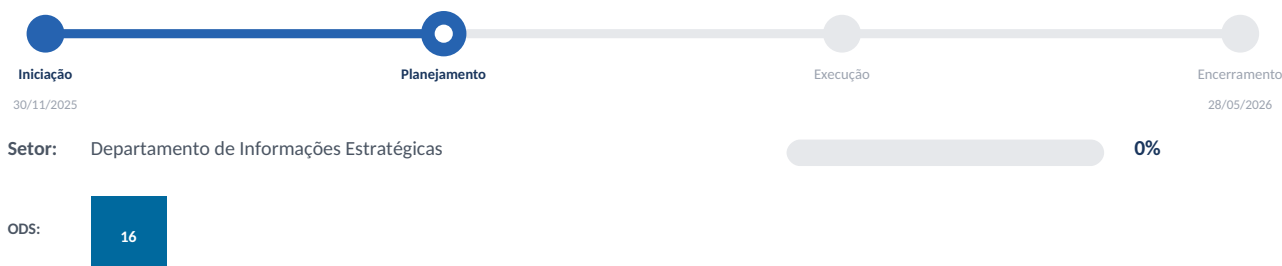 Iniciação Planejamento Execução Encerramento
30/11/2025 28/05/2026
Setor: Departamento de Informações Estratégicas 0%
ODS: 16